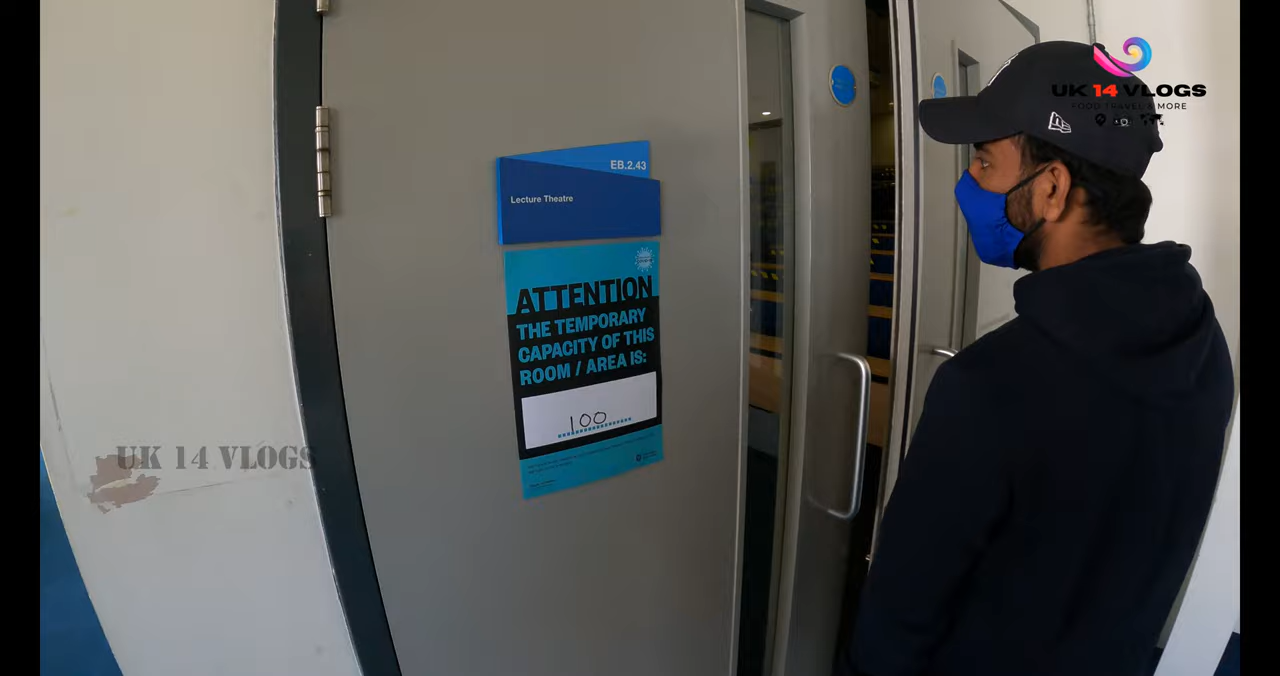 UK 14 VLOGS
FOOD TRAVEL & MORE
EB.2.43
Lecture Theatre
ATTENTION
THE TEMPORARY
CAPACITY OF THIS
ROOM / AREA IS:
100
UK 14 VLOGS